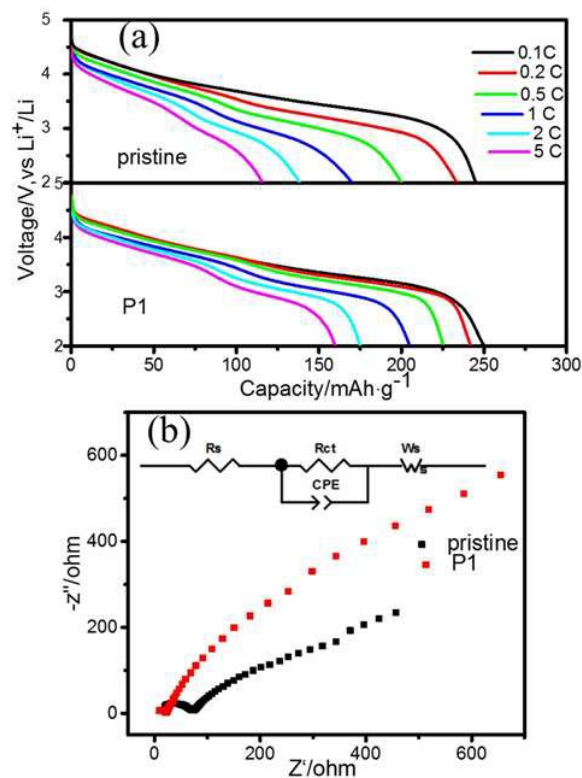 (a)
5
4
3
2
Voltage/V,vs Li⁺/Li
pristine
0.1C
0.2 C
0.5 C
1 C
2 C
5 C
5
4
3
2
P1
0 50 100 150 200 250 300
Capacity/mAh·g⁻¹
(b)
600
400
200
0
-z''/ohm
Rs
Rct
CPE
Ws
s
pristine
P1
0 200 400 600
Z'/ohm